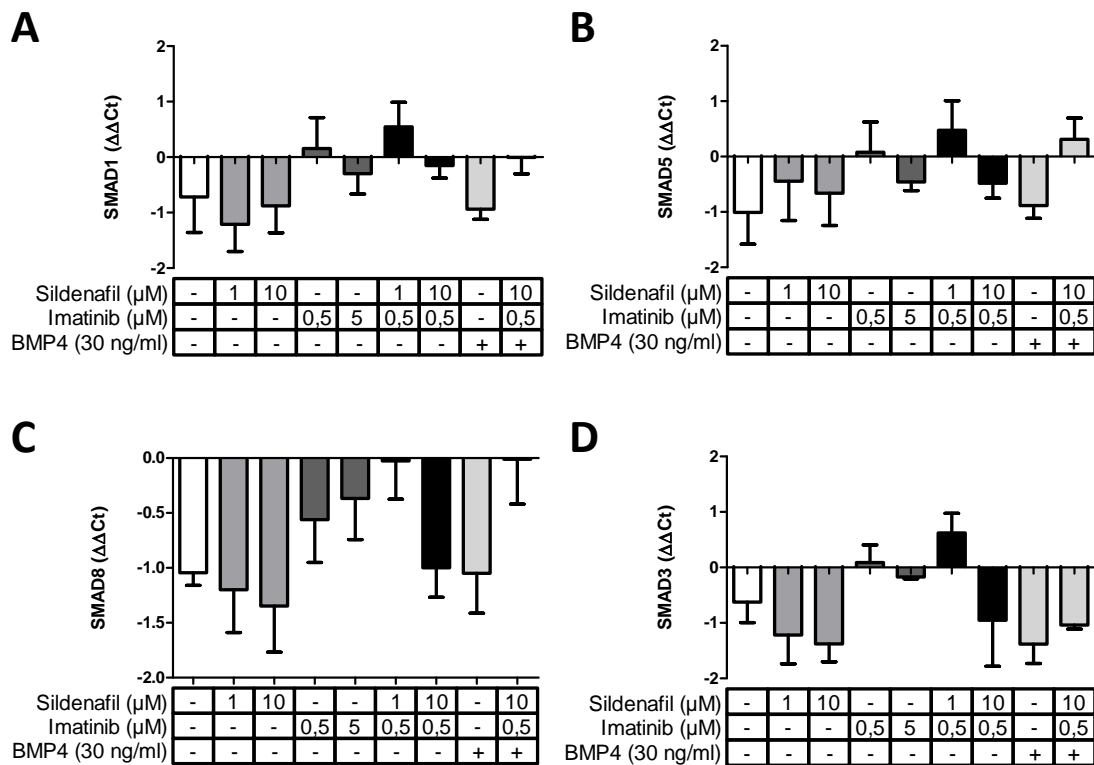 A
SMAD1 (ΔΔCt)
2
1
0
-1
-2
Sildenafil (µM) - 1 10 - - 1 10 - 10
Imatinib (µM) - - - 0,5 5 0,5 0,5 - 0,5
BMP4 (30 ng/ml) - - - - - - - + +
B
SMAD5 (ΔΔCt)
2
1
0
-1
-2
Sildenafil (µM) - 1 10 - - 1 10 - 10
Imatinib (µM) - - - 0,5 5 0,5 0,5 - 0,5
BMP4 (30 ng/ml) - - - - - - - + +
C
SMAD8 (ΔΔCt)
0.0
-0.5
-1.0
-1.5
-2.0
Sildenafil (µM) - 1 10 - - 1 10 - 10
Imatinib (µM) - - - 0,5 5 0,5 0,5 - 0,5
BMP4 (30 ng/ml) - - - - - - - + +
D
SMAD3 (ΔΔCt)
2
1
0
-1
-2
Sildenafil (µM) - 1 10 - - 1 10 - 10
Imatinib (µM) - - - 0,5 5 0,5 0,5 - 0,5
BMP4 (30 ng/ml) - - - - - - - + +